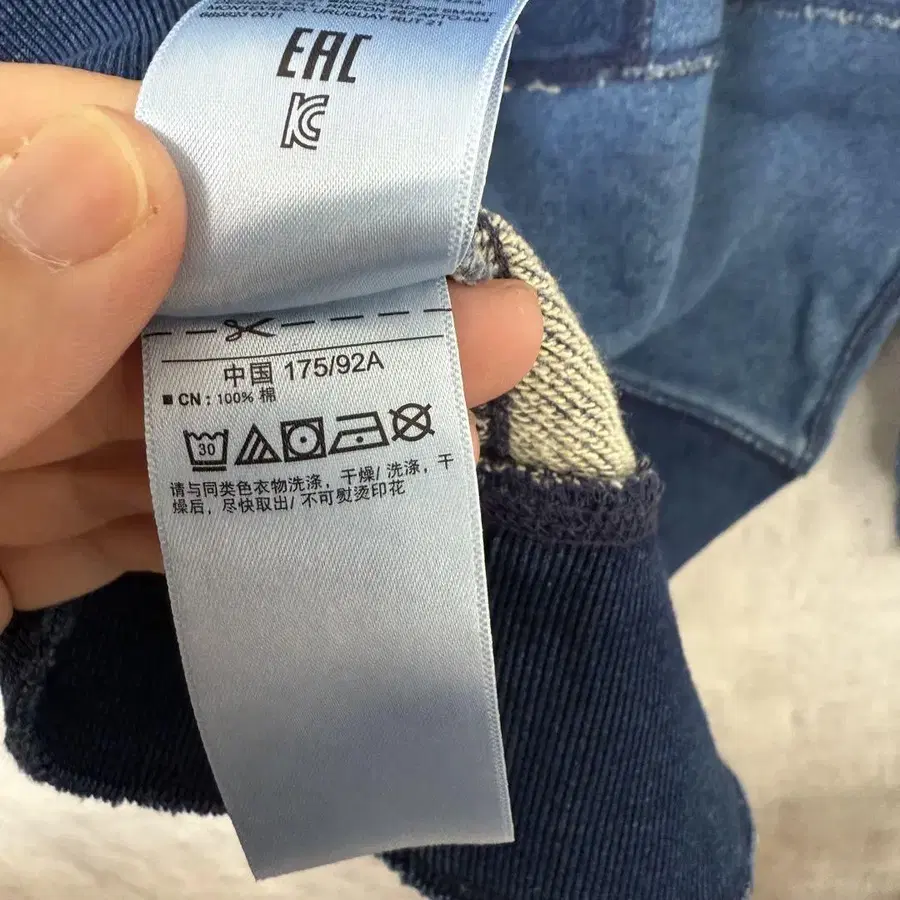 EAC
KC
中国 175/92A
■ CN : 100% 棉
30
请与同类色衣物洗涤，干燥/ 洗涤，干
燥后，尽快取出/ 不可熨烫印花